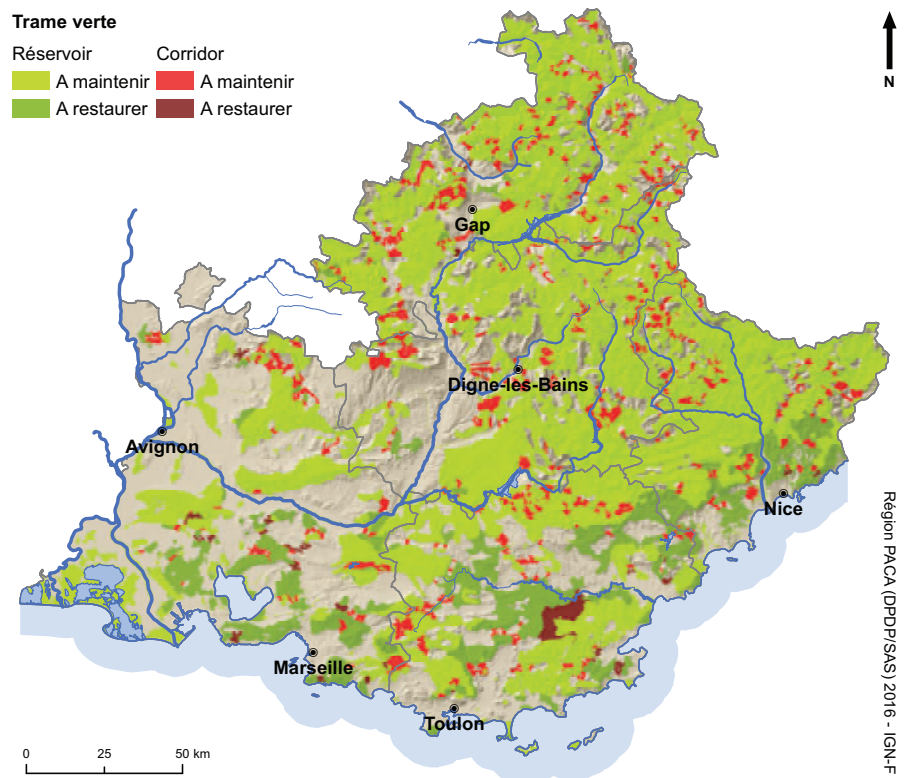 Trame verte
Réservoir Corridor
A maintenir A maintenir
A restaurer A restaurer
N
Gap
Digne-les-Bains
Avignon
Nice
Marseille
Toulon
0 25 50 km
Région PACA (DPDP/SAS) 2016 - IGN-F